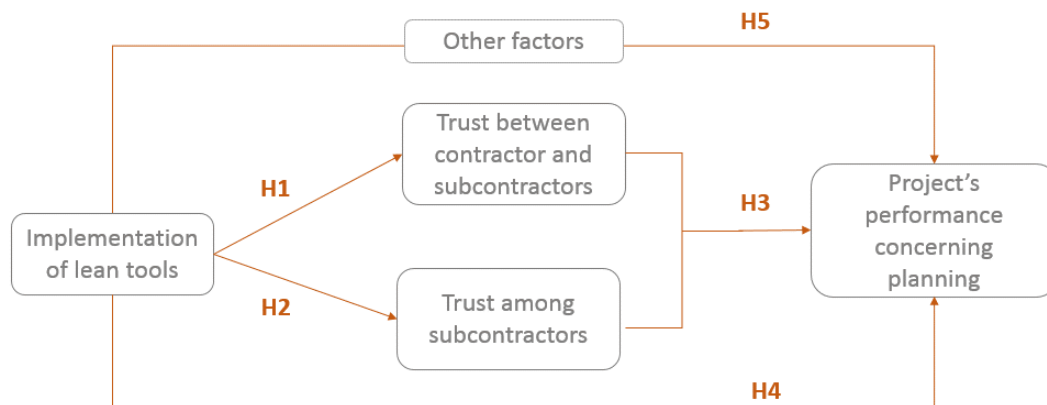 H5
Other factors
Trust between
contractor and
subcontractors
H1
H3
Project's
performance
concerning
planning
Implementation
of lean tools
H2
Trust among
subcontractors
H4